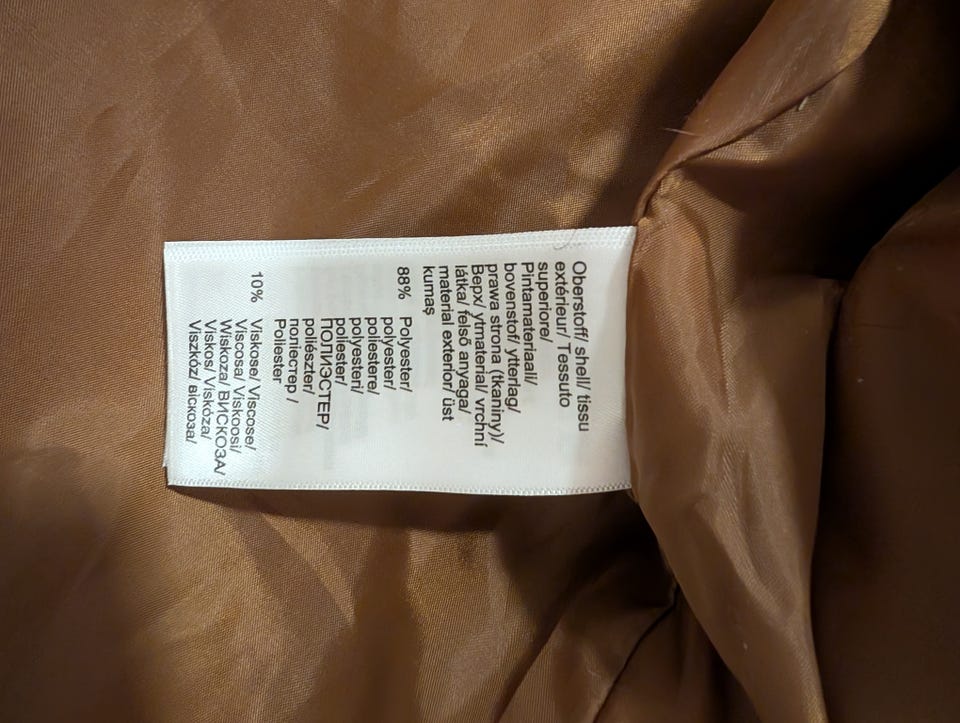 Oberstoff/ shell/ tissu
extérieur/ Tessuto
superiore/
Pintamateriaali/
bovenstof/ ytterlag/
prawa strona (tkaniny)/
Верх/ ytmaterial/ vrchní
látka/ felső anyaga/
material exterior/ üst
kumaş
88% Polyester/
polyester/
poliestere/
polyesteri/
poliester/
ПОЛИЭСТЕР/
poliészter/
поліестер /
Poliester
10% Viskose/ Viscose/
Viscosa/ Viskoosi/
Wiskoza/ ВИСКОЗА/
Viskos/ Viskóza/
Viszkóz/ віскоза/